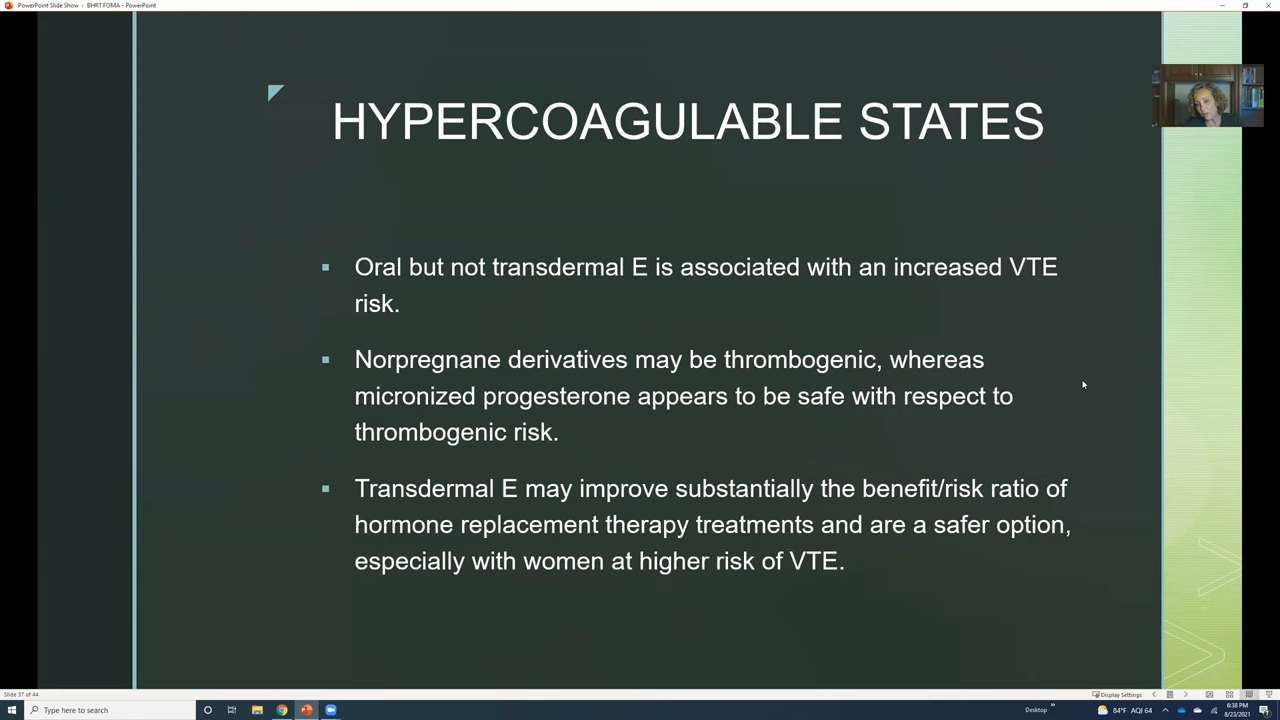 PowerPoint Slide Show - BHRT FOMA - PowerPoint
HYPERCOAGULABLE STATES
▪ Oral but not transdermal E is associated with an increased VTE
risk.
▪ Norpregnane derivatives may be thrombogenic, whereas
micronized progesterone appears to be safe with respect to
thrombogenic risk.
▪ Transdermal E may improve substantially the benefit/risk ratio of
hormone replacement therapy treatments and are a safer option,
especially with women at higher risk of VTE.
Slide 37 of 44
Display Settings
Type here to search
Desktop
84°F AQI 64
6:38 PM
8/23/2021